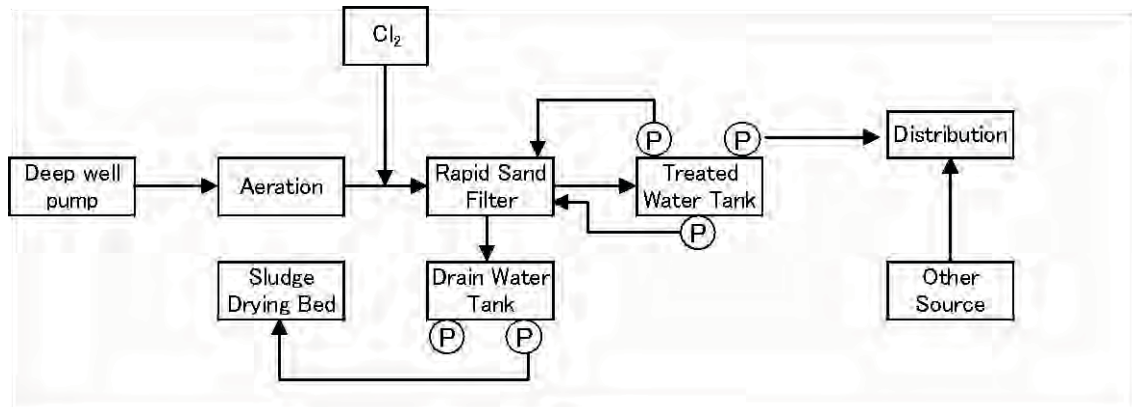 Cl₂
P
P
Distribution
Deep well
pump
Aeration
Rapid Sand
Filter
Treated
Water Tank
P
Sludge
Drying Bed
Drain Water
Tank
Other
Source
P
P